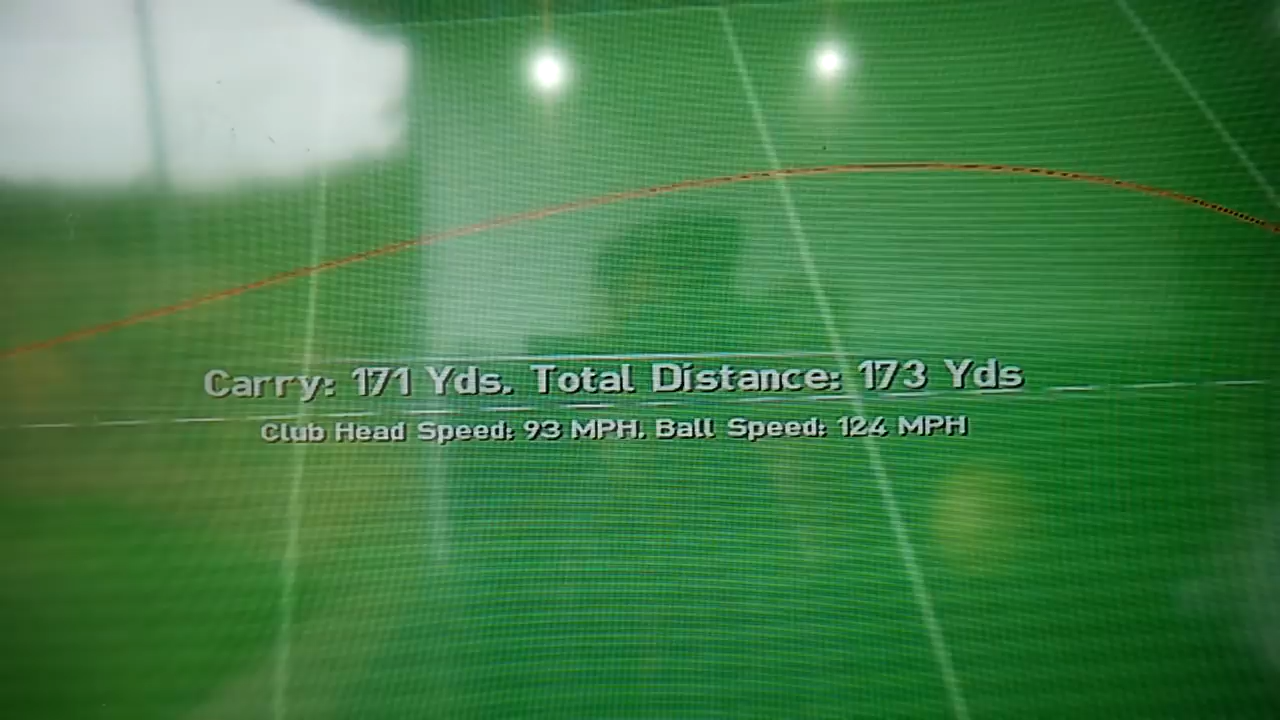 Carry: 171 Yds. Total Distance: 173 Yds
Club Head Speed: 93 MPH. Ball Speed: 124 MPH